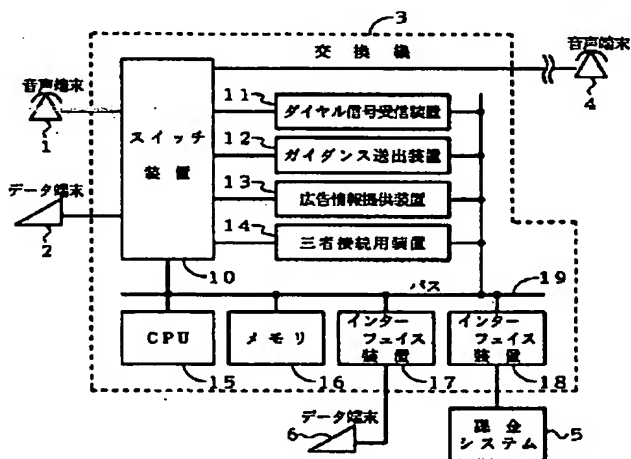 3
交換機
音声端末
4
音声端末
1
データ端末
2
スイッチ
装置
10
11
ダイヤル信号受信装置
12
ガイダンス送出装置
13
広告情報提供装置
14
三者接続用装置
バス
19
CPU
15
メモリ
16
インター
フェイス
装置
17
インター
フェイス
装置
18
データ端末
6
課金
システム
5